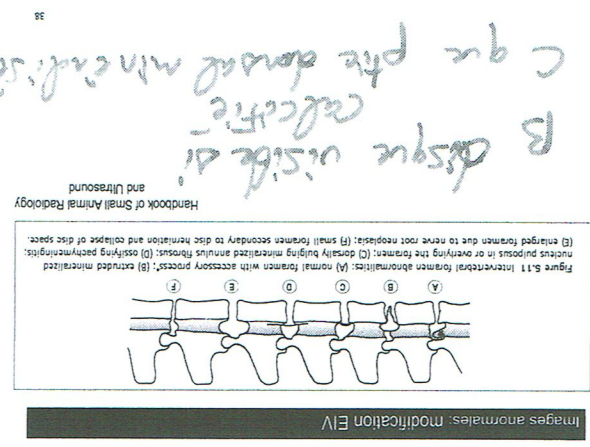 Images anormales: modification EIV
A B C D E F
Figure 5.11 Intervertebral foramen abnormalities: (A) normal foramen with accessory process*; (B) extruded mineralized
nucleus pulposus in or overlying the foramen; (C) dorsally bulging mineralized annulus fibrosus; (D) ossifying pachymeningitis;
(E) enlarged foramen due to nerve root neoplasia; (F) small foramen secondary to disc herniation and collapse of disc space.
Handbook of Small Animal Radiology
and Ultrasound
B disque visible si
calcifié
C que ptie dorsal
38